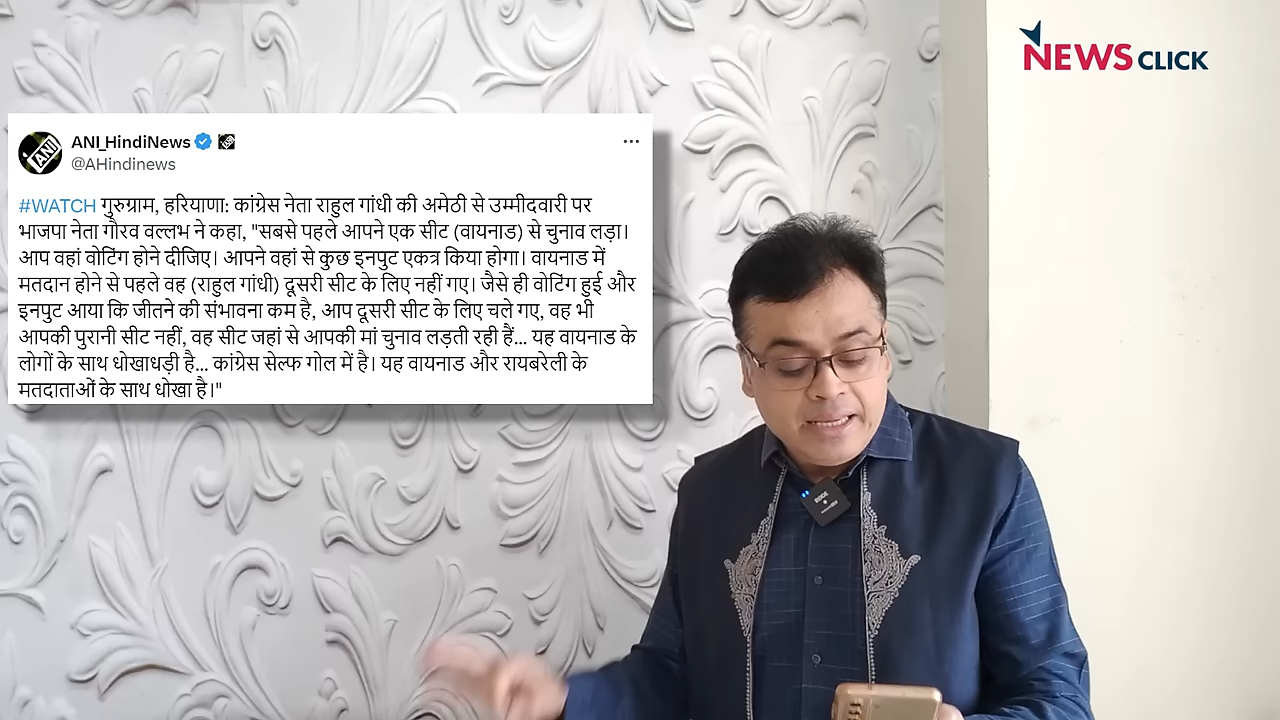 NEWS CLICK
ANI_HindiNews
@AHindinews
#WATCH गुरुग्राम, हरियाणा: कांग्रेस नेता राहुल गांधी की अमेठी से उम्मीदवारी पर
भाजपा नेता गौरव वल्लभ ने कहा, "सबसे पहले आपने एक सीट (वायनाड) से चुनाव लड़ा।
आप वहां वोटिंग होने दीजिए। आपने वहां से कुछ इनपुट एकत्र किया होगा। वायनाड में
मतदान होने से पहले वह (राहुल गांधी) दूसरी सीट के लिए नहीं गए। जैसे ही वोटिंग हुई और
इनपुट आया कि जीतने की संभावना कम है, आप दूसरी सीट के लिए चले गए, वह भी
आपकी पुरानी सीट नहीं, वह सीट जहां से आपकी मां चुनाव लड़ती रही हैं... यह वायनाड के
लोगों के साथ धोखाधड़ी है... कांग्रेस सेल्फ गोल में है। यह वायनाड और रायबरेली के
मतदाताओं के साथ धोखा है।"